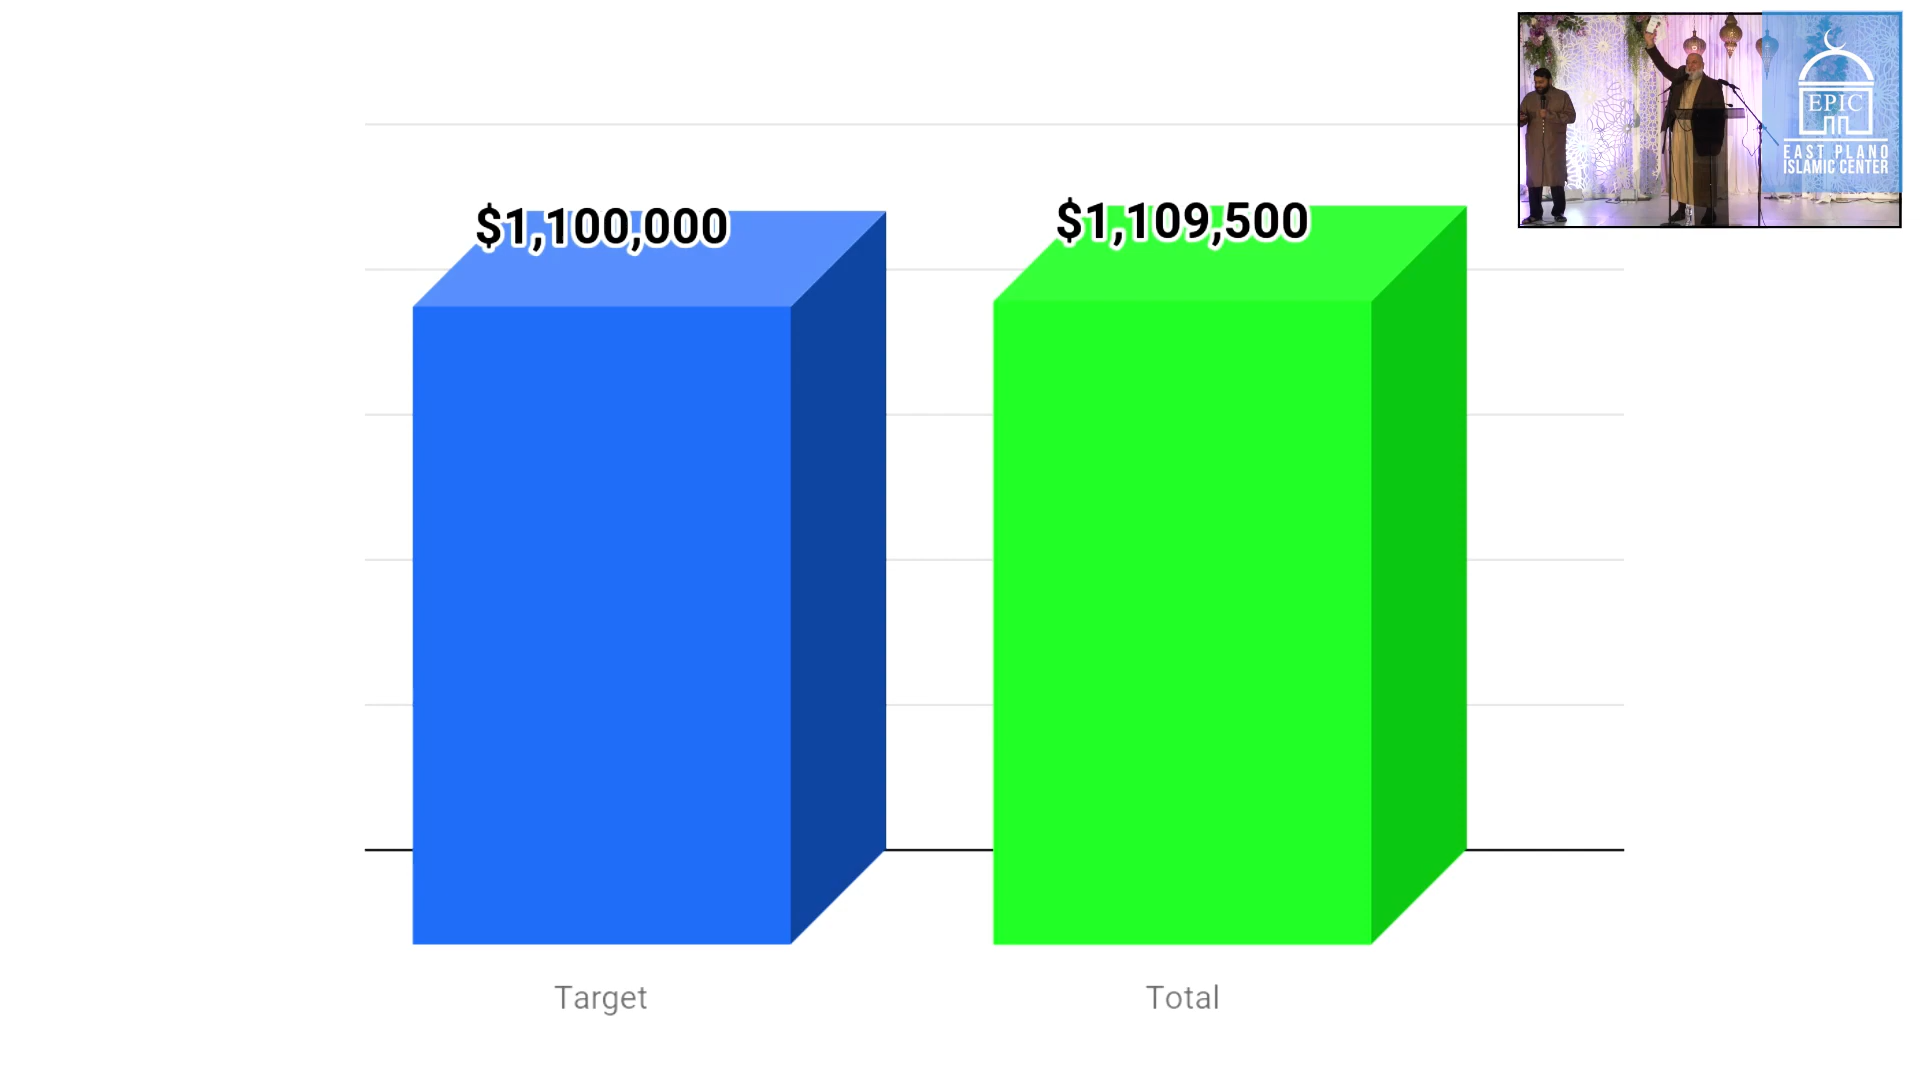 $1,100,000
$1,109,500
Target
Total
EPIC
EAST PLANO
ISLAMIC CENTER